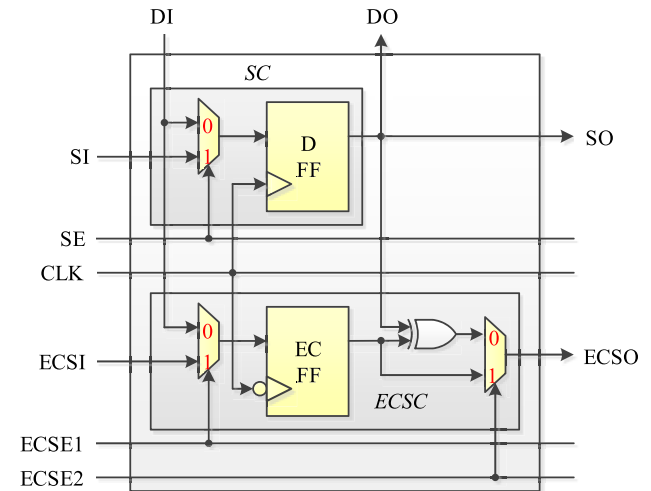 DI DO
SC
0
D
FF
SO
SI
1
SE
CLK
0
EC
FF
0
ECSI
1
ECSO
1
ECSC
ECSE1
ECSE2